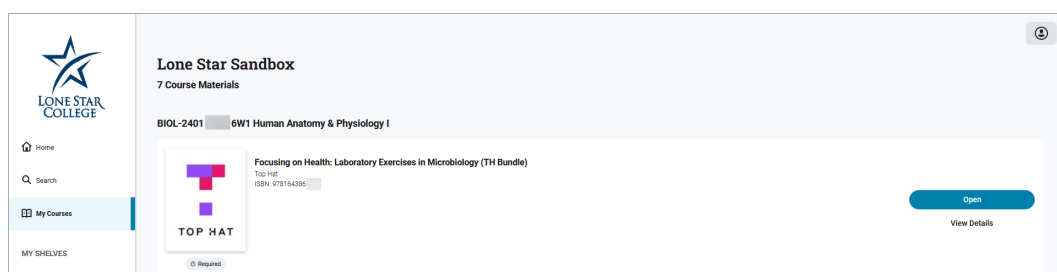 LONE STAR
COLLEGE
Home
Search
My Courses
MY SHELVES
Lone Star Sandbox
7 Course Materials
BIOL-2401 6W1 Human Anatomy & Physiology I
TOP HAT
Required
Focusing on Health: Laboratory Exercises in Microbiology (TH Bundle)
Top Hat
ISBN: 978164386
Open
View Details